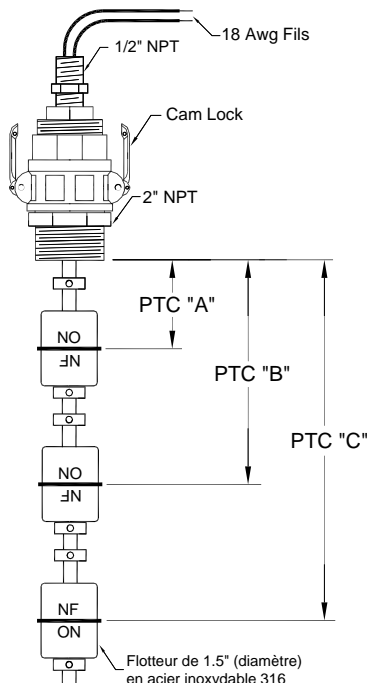 18 Awg Fils
1/2" NPT
Cam Lock
2" NPT
PTC "A"
NO
NF
PTC "B"
PTC "C"
NO
NF
NF
NO
Flotteur de 1.5" (diamètre)
en acier inoxydable 316